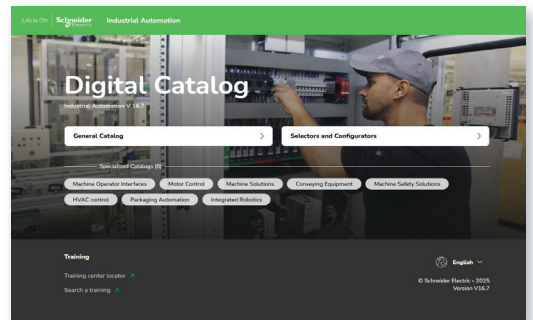 Life Is On | Schneider Electric Industrial Automation
Digital Catalog
Industrial Automation V 16.7
General Catalog
Selectors and Configurators
Specialized Catalogs (8)
Machine Operator Interfaces Motor Control Machine Solutions Conveying Equipment Machine Safety Solutions
HVAC control Packaging Automation Integrated Robotics
Training
English
Training center locator
© Schneider Electric - 2025
Search a training
Version V16.7